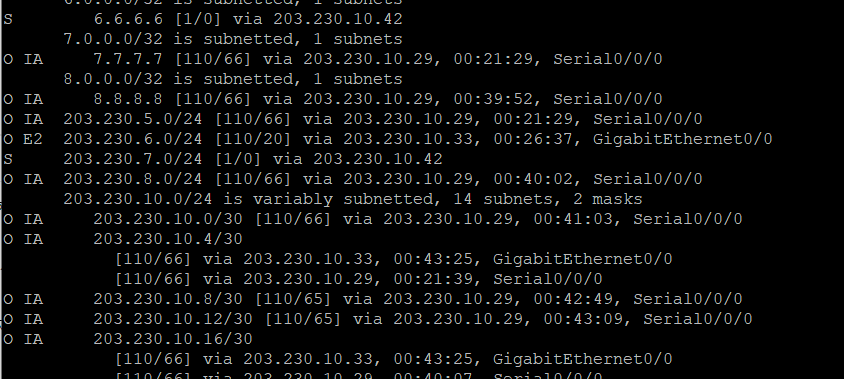 6.0.0.0/32 is subnetted, 1 subnets
S 6.6.6.6 [1/0] via 203.230.10.42
7.0.0.0/32 is subnetted, 1 subnets
O IA 7.7.7.7 [110/66] via 203.230.10.29, 00:21:29, Serial0/0/0
8.0.0.0/32 is subnetted, 1 subnets
O IA 8.8.8.8 [110/66] via 203.230.10.29, 00:39:52, Serial0/0/0
O IA 203.230.5.0/24 [110/66] via 203.230.10.29, 00:21:29, Serial0/0/0
O E2 203.230.6.0/24 [110/20] via 203.230.10.33, 00:26:37, GigabitEthernet0/0
S 203.230.7.0/24 [1/0] via 203.230.10.42
O IA 203.230.8.0/24 [110/66] via 203.230.10.29, 00:40:02, Serial0/0/0
203.230.10.0/24 is variably subnetted, 14 subnets, 2 masks
O IA 203.230.10.0/30 [110/66] via 203.230.10.29, 00:41:03, Serial0/0/0
O IA 203.230.10.4/30
[110/66] via 203.230.10.33, 00:43:25, GigabitEthernet0/0
[110/66] via 203.230.10.29, 00:21:39, Serial0/0/0
O IA 203.230.10.8/30 [110/65] via 203.230.10.29, 00:42:49, Serial0/0/0
O IA 203.230.10.12/30 [110/65] via 203.230.10.29, 00:43:09, Serial0/0/0
O IA 203.230.10.16/30
[110/66] via 203.230.10.33, 00:43:25, GigabitEthernet0/0
[110/66] via 203.230.10.29, 00:40:07, Serial0/0/0